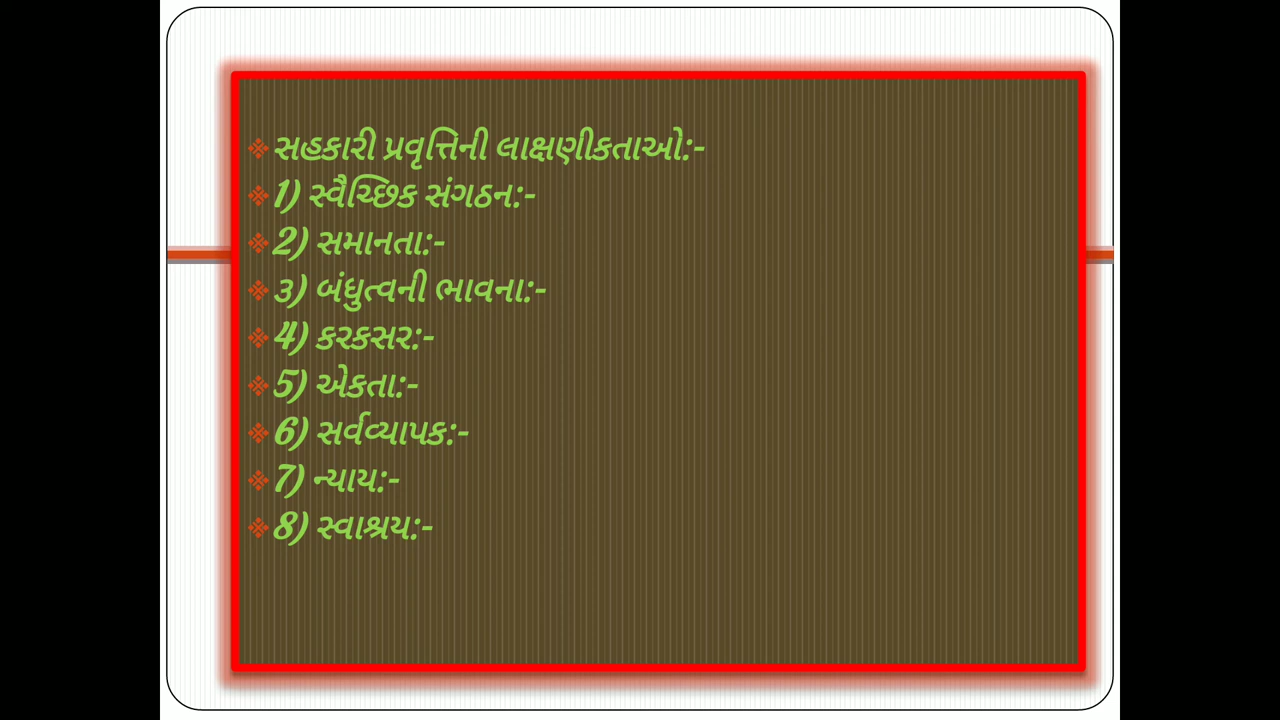 સહકારી પ્રવૃત્તિની લાક્ષણીકતાઓ:-
1) સ્વૈચ્છિક સંગઠન:-
2) સમાનતા:-
૩) બંધુત્વની ભાવના:-
4) કરકસર:-
5) એકતા:-
6) સર્વવ્યાપક:-
7) ન્યાય:-
8) સ્વાશ્રય:-